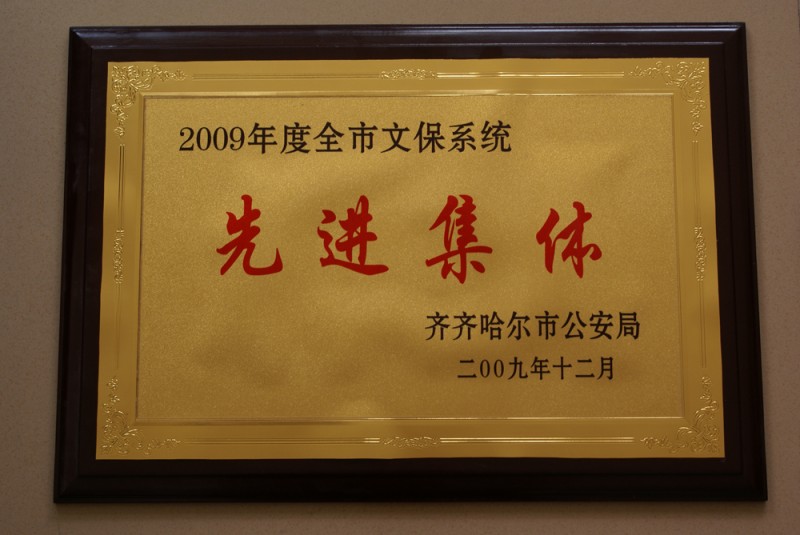 2009年度全市文保系统
先进集体
齐齐哈尔市公安局
二00九年十二月